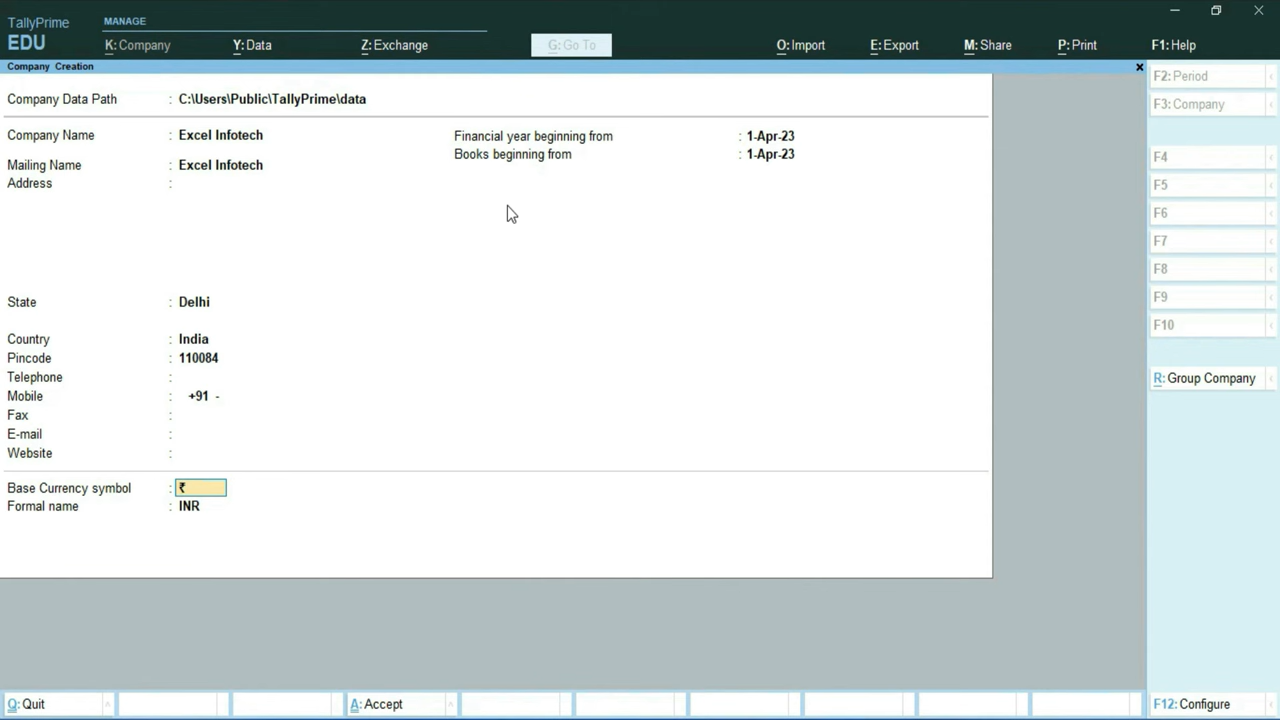 TallyPrime
EDU
MANAGE
K: Company
Y: Data
Z: Exchange
G: Go To
O: Import
E: Export
M: Share
P: Print
F1: Help
Company Creation
Company Data Path : C:\Users\Public\TallyPrime\data
Company Name : Excel Infotech
Mailing Name : Excel Infotech
Address :
Financial year beginning from : 1-Apr-23
Books beginning from : 1-Apr-23
State : Delhi
Country : India
Pincode : 110084
Telephone :
Mobile : +91 -
Fax :
E-mail :
Website :
Base Currency symbol : ₹
Formal name : INR
F2: Period
F3: Company
F4
F5
F6
F7
F8
F9
F10
R: Group Company
Q: Quit
A: Accept
F12: Configure